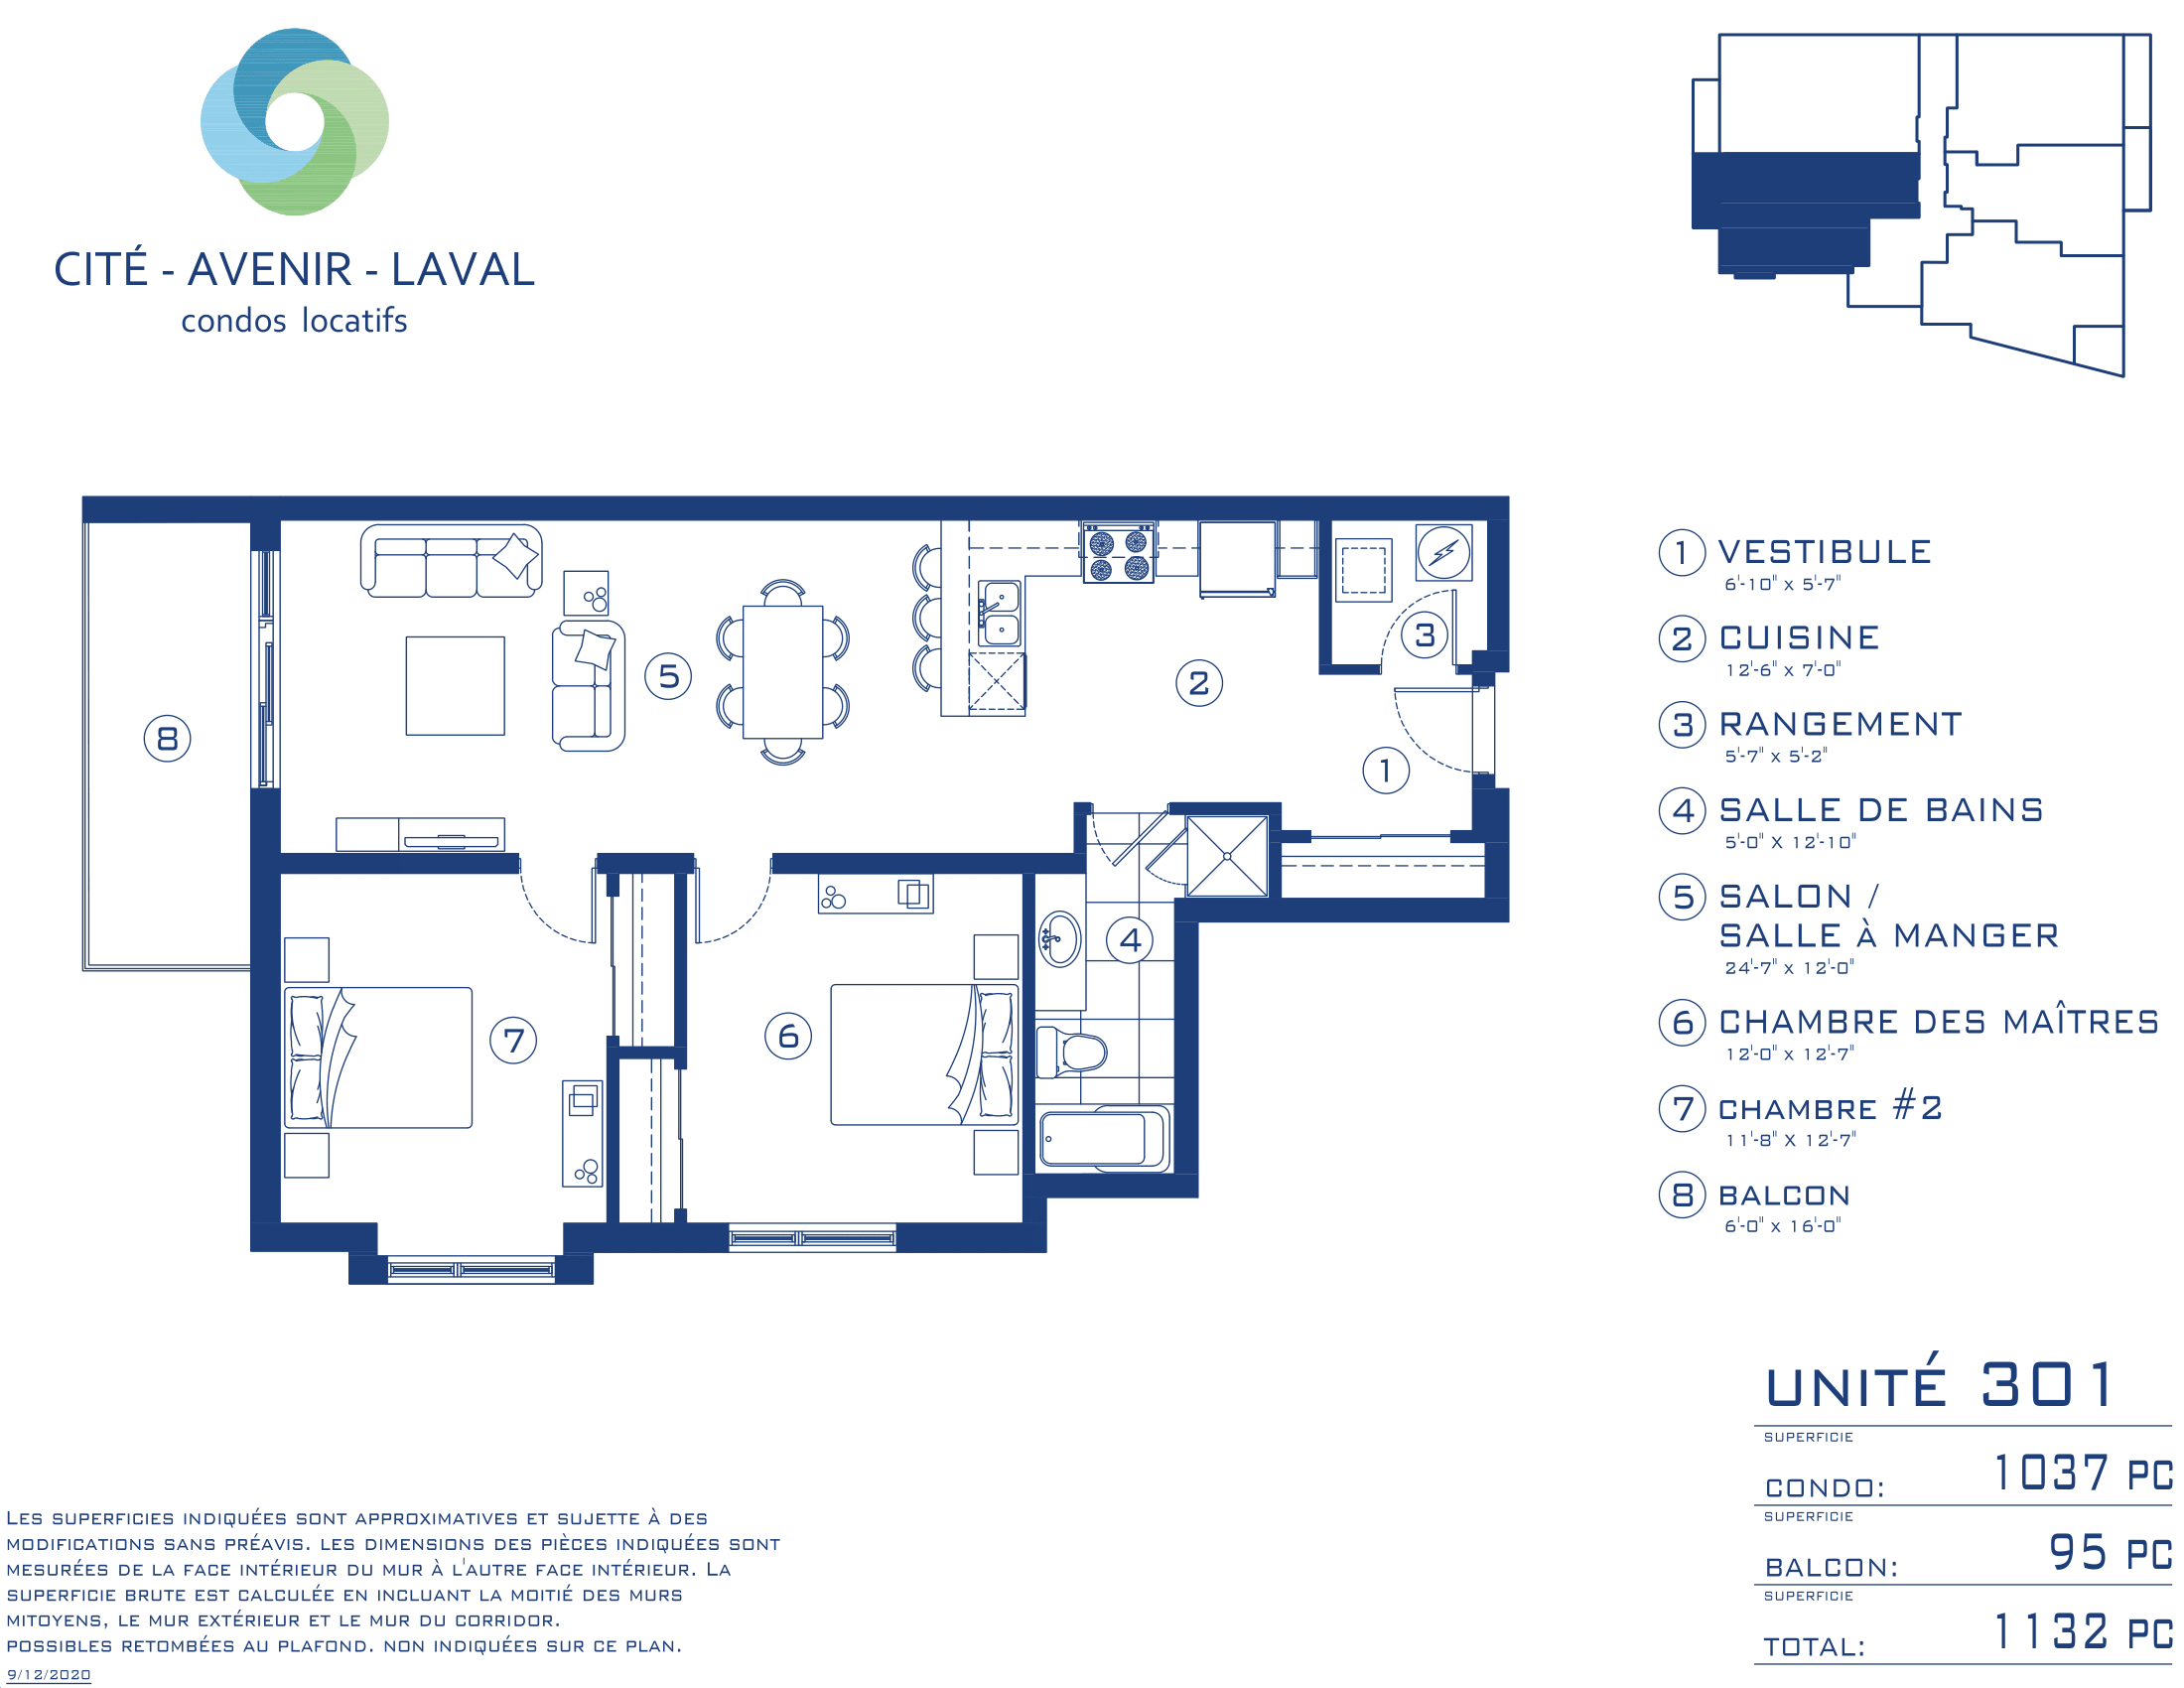 CITÉ - AVENIR - LAVAL
condos locatifs
8
5
2
3
1
4
7
6
1 VESTIBULE
6'-10" x 5'-7"
2 CUISINE
12'-6" x 7'-0"
3 RANGEMENT
5'-7" x 5'-2"
4 SALLE DE BAINS
5'-0" X 12'-10"
5 SALON /
SALLE À MANGER
24'-7" x 12'-0"
6 CHAMBRE DES MAÎTRES
12'-0" x 12'-7"
7 CHAMBRE #2
11'-8" X 12'-7"
8 BALCON
6'-0" x 16'-0"
UNITÉ 301
SUPERFICIE
CONDO: 1037 PC
SUPERFICIE
BALCON: 95 PC
SUPERFICIE
TOTAL: 1132 PC
LES SUPERFICIES INDIQUÉES SONT APPROXIMATIVES ET SUJETTE À DES
MODIFICATIONS SANS PRÉAVIS. LES DIMENSIONS DES PIÈCES INDIQUÉES SONT
MESURÉES DE LA FACE INTÉRIEUR DU MUR À L'AUTRE FACE INTÉRIEUR. LA
SUPERFICIE BRUTE EST CALCULÉE EN INCLUANT LA MOITIÉ DES MURS
MITOYENS, LE MUR EXTÉRIEUR ET LE MUR DU CORRIDOR.
POSSIBLES RETOMBÉES AU PLAFOND. NON INDIQUÉES SUR CE PLAN.
9/12/2020